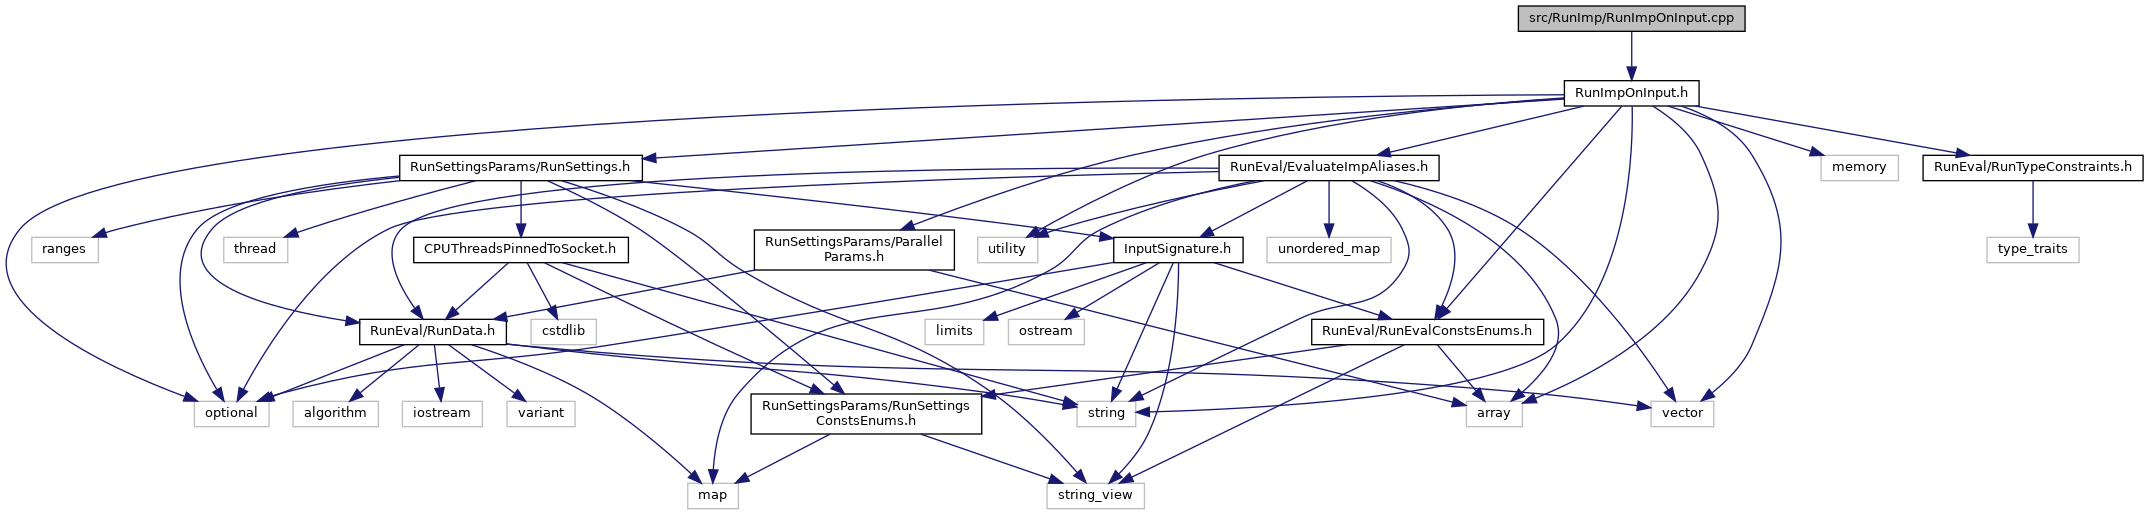 src/RunImp/RunImpOnInput.cpp
RunImpOnInput.h
RunSettingsParams/RunSettings.h
RunEval/EvaluateImpAliases.h
memory
RunEval/RunTypeConstraints.h
ranges
thread
CPUThreadsPinnedToSocket.h
RunSettingsParams/Parallel
Params.h
utility
InputSignature.h
unordered_map
type_traits
RunEval/RunData.h
cstdlib
limits
ostream
RunEval/RunEvalConstsEnums.h
optional
algorithm
iostream
variant
RunSettingsParams/RunSettings
ConstsEnums.h
string
array
vector
map
string_view